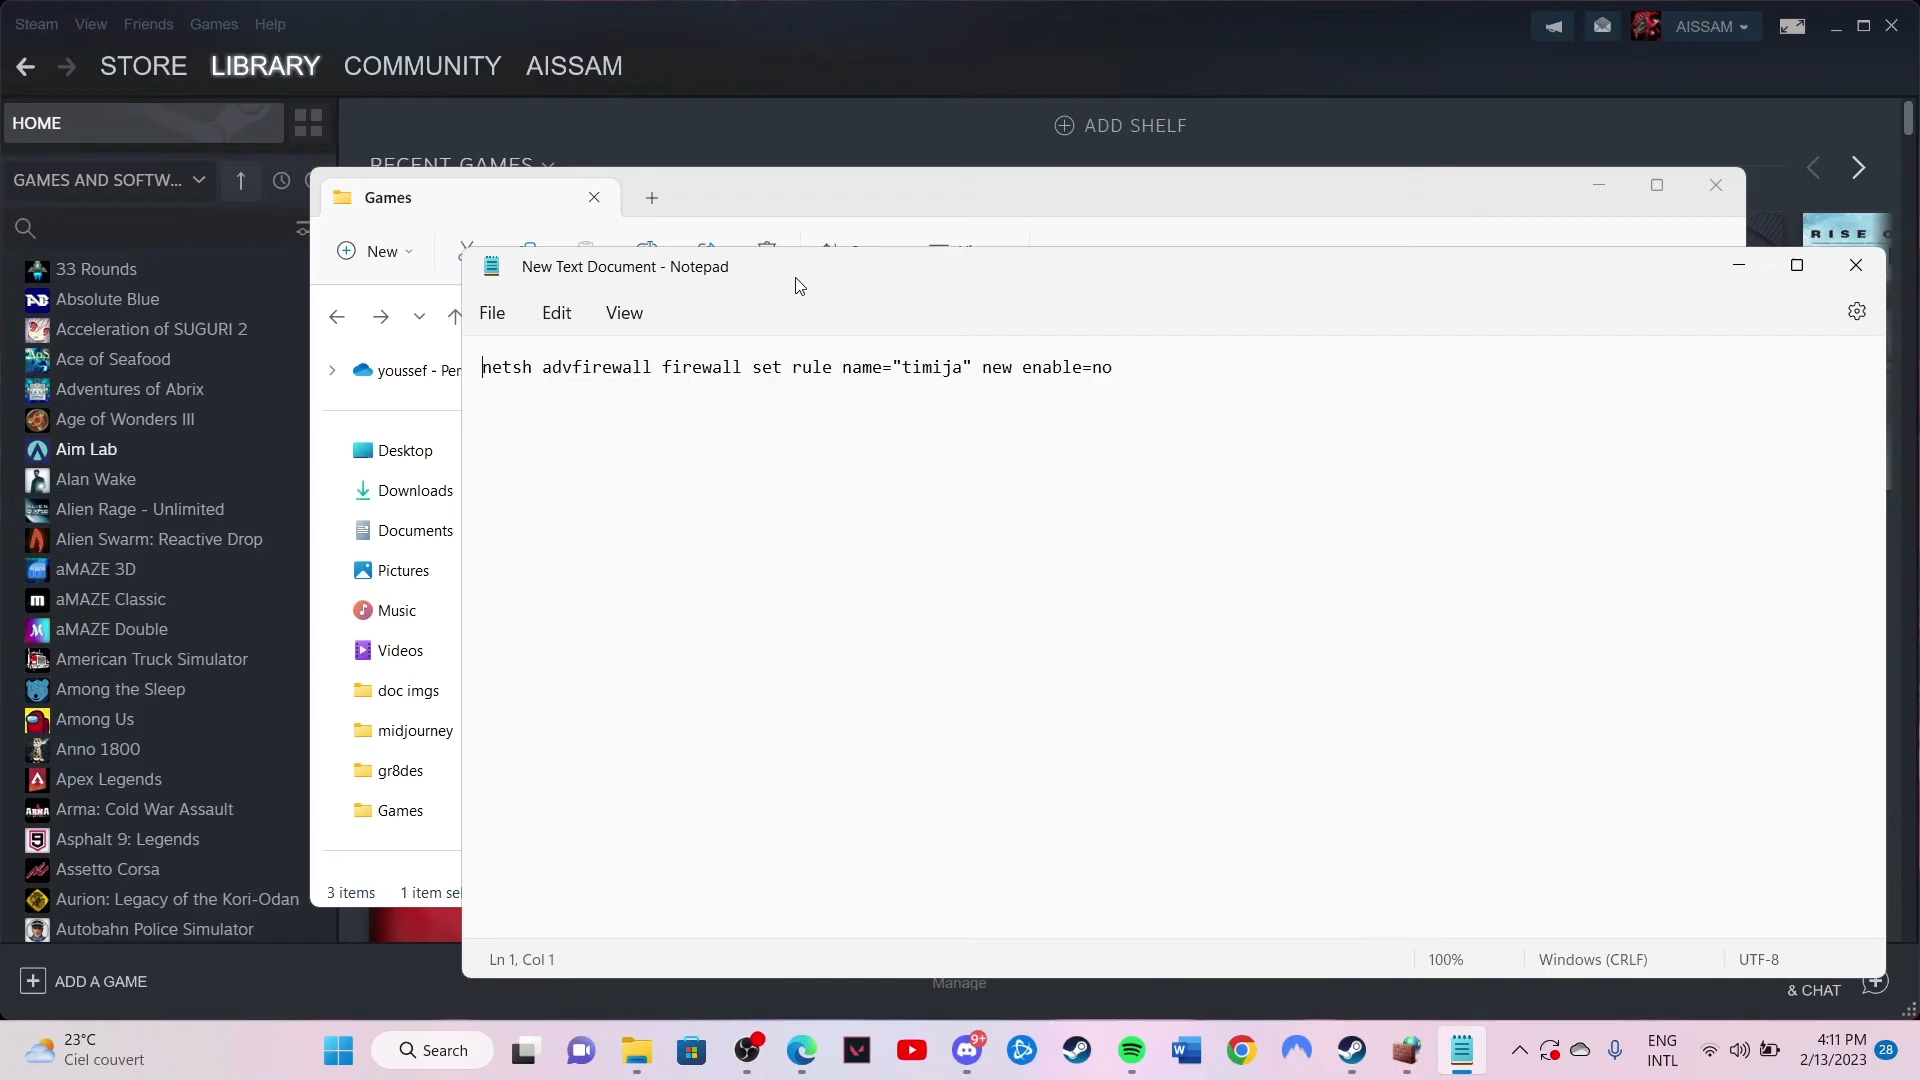 Steam View Friends Games Help
AISSAM
STORE LIBRARY COMMUNITY AISSAM
HOME
ADD SHELF
RECENT GAMES
GAMES AND SOFTW...
Games
New
RISE
New Text Document - Notepad
File Edit View
netsh advfirewall firewall set rule name="timija" new enable=no
youssef - Per
33 Rounds
Absolute Blue
Acceleration of SUGURI 2
Ace of Seafood
Adventures of Abrix
Age of Wonders III
Aim Lab
Alan Wake
Alien Rage - Unlimited
Alien Swarm: Reactive Drop
aMAZE 3D
aMAZE Classic
aMAZE Double
American Truck Simulator
Among the Sleep
Among Us
Anno 1800
Apex Legends
Arma: Cold War Assault
Asphalt 9: Legends
Assetto Corsa
Aurion: Legacy of the Kori-Odan
Autobahn Police Simulator
Desktop
Downloads
Documents
Pictures
Music
Videos
doc imgs
midjourney
gr8des
Games
3 items 1 item sel
Ln 1, Col 1 100% Windows (CRLF) UTF-8
ADD A GAME
Manage
& CHAT
23°C
Ciel couvert
Search
9+
ENG
INTL
4:11 PM
2/13/2023
28